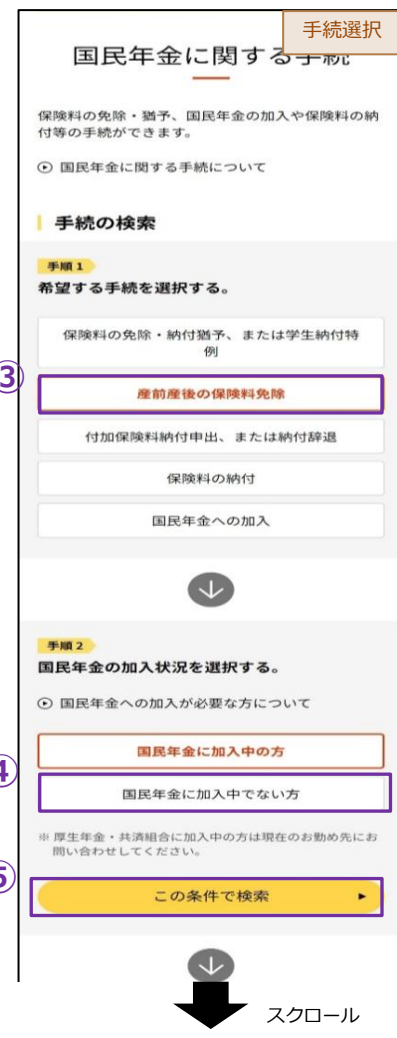 手続選択
国民年金に関する手続
保険料の免除・猶予、国民年金の加入や保険料の納
付等の手続ができます。
国民年金に関する手続について
手続の検索
手順 1
希望する手続を選択する。
保険料の免除・納付猶予、または学生納付特
例
③
産前産後の保険料免除
付加保険料納付申出、または納付辞退
保険料の納付
国民年金への加入
手順 2
国民年金の加入状況を選択する。
国民年金への加入が必要な方について
国民年金に加入中の方
④
国民年金に加入中でない方
※ 厚生年金・共済組合に加入中の方は現在のお勤め先にお
問い合わせしてください。
⑤
この条件で検索
スクロール